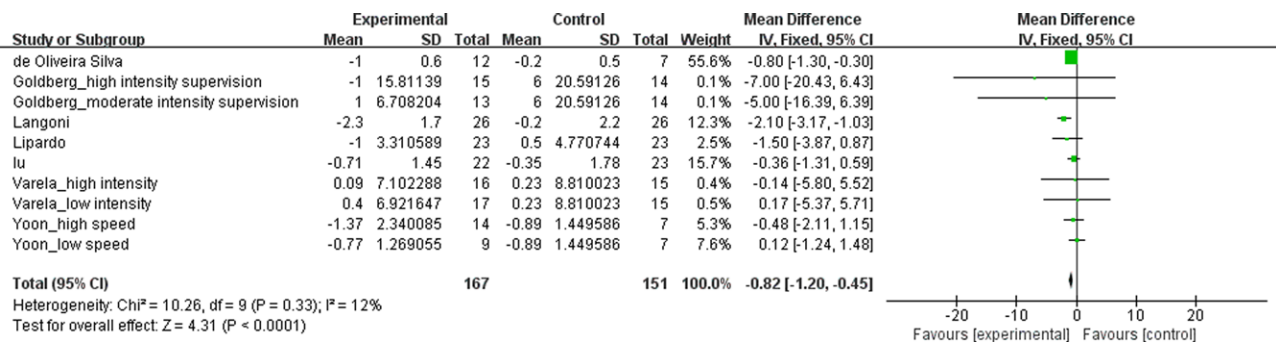 Experimental Control Mean Difference Mean Difference
Study or Subgroup Mean SD Total Mean SD Total Weight IV, Fixed, 95% CI IV, Fixed, 95% CI
de Oliveira Silva -1 0.6 12 -0.2 0.5 7 55.6% -0.80 [-1.30, -0.30]
Goldberg_high intensity supervision -1 15.81139 15 6 20.59126 14 0.1% -7.00 [-20.43, 6.43]
Goldberg_moderate intensity supervision 1 6.708204 13 6 20.59126 14 0.1% -5.00 [-16.39, 6.39]
Langoni -2.3 1.7 26 -0.2 2.2 26 12.3% -2.10 [-3.17, -1.03]
Lipardo -1 3.310589 23 0.5 4.770744 23 2.5% -1.50 [-3.87, 0.87]
lu -0.71 1.45 22 -0.35 1.78 23 15.7% -0.36 [-1.31, 0.59]
Varela_high intensity 0.09 7.102288 16 0.23 8.810023 15 0.4% -0.14 [-5.80, 5.52]
Varela_low intensity 0.4 6.921647 17 0.23 8.810023 15 0.5% 0.17 [-5.37, 5.71]
Yoon_high speed -1.37 2.340085 14 -0.89 1.449586 7 5.3% -0.48 [-2.11, 1.15]
Yoon_low speed -0.77 1.269055 9 -0.89 1.449586 7 7.6% 0.12 [-1.24, 1.48]
Total (95% CI) 167 151 100.0% -0.82 [-1.20, -0.45]
Heterogeneity: Chi² = 10.26, df = 9 (P = 0.33); I² = 12%
Test for overall effect: Z = 4.31 (P < 0.0001)
-20 -10 0 10 20
Favours [experimental] Favours [control]